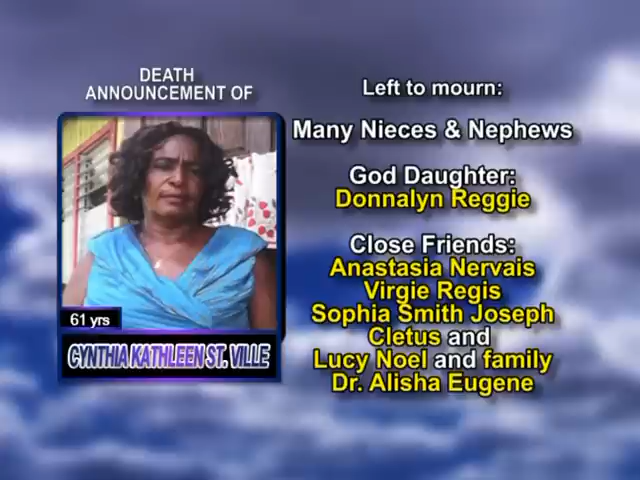 DEATH
ANNOUNCEMENT OF
61 yrs
CYNTHIA KATHLEEN ST. VILLE
Left to mourn:
Many Nieces & Nephews
God Daughter:
Donnalyn Reggie
Close Friends:
Anastasia Nervais
Virgie Regis
Sophia Smith Joseph
Cletus and
Lucy Noel and family
Dr. Alisha Eugene